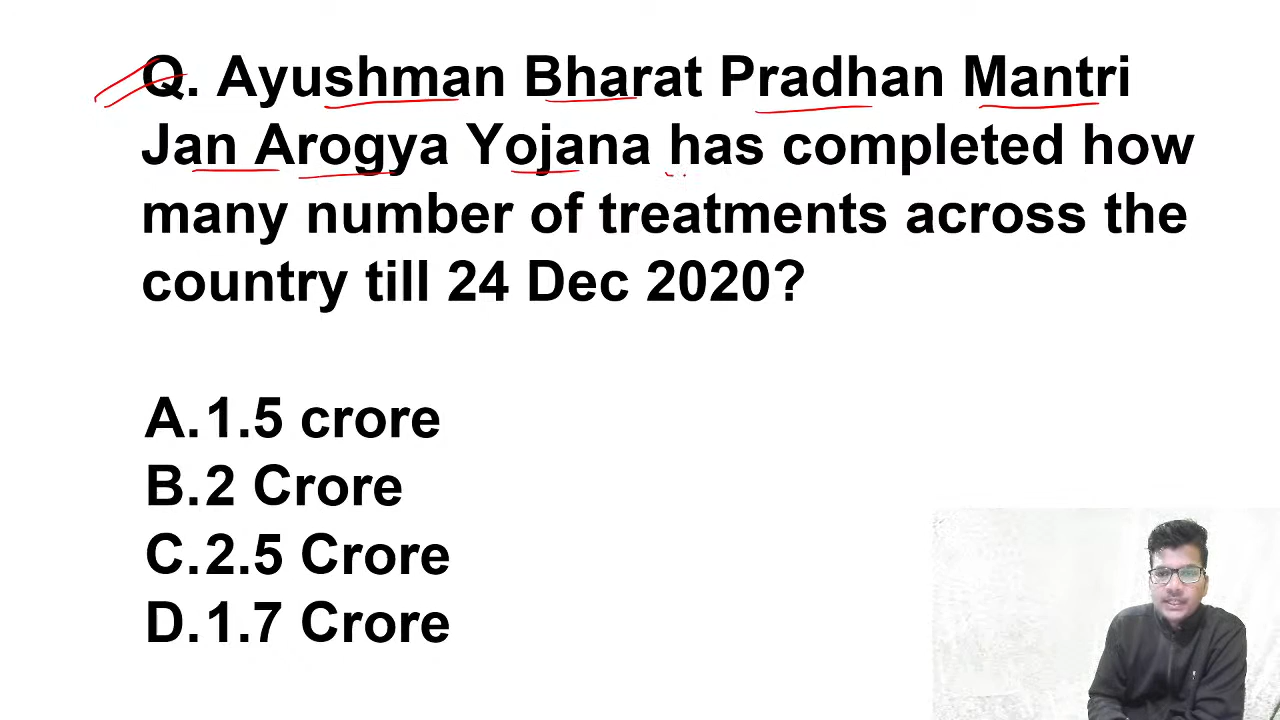 Q. Ayushman Bharat Pradhan Mantri
Jan Arogya Yojana has completed how
many number of treatments across the
country till 24 Dec 2020?
A.1.5 crore
B.2 Crore
C.2.5 Crore
D.1.7 Crore